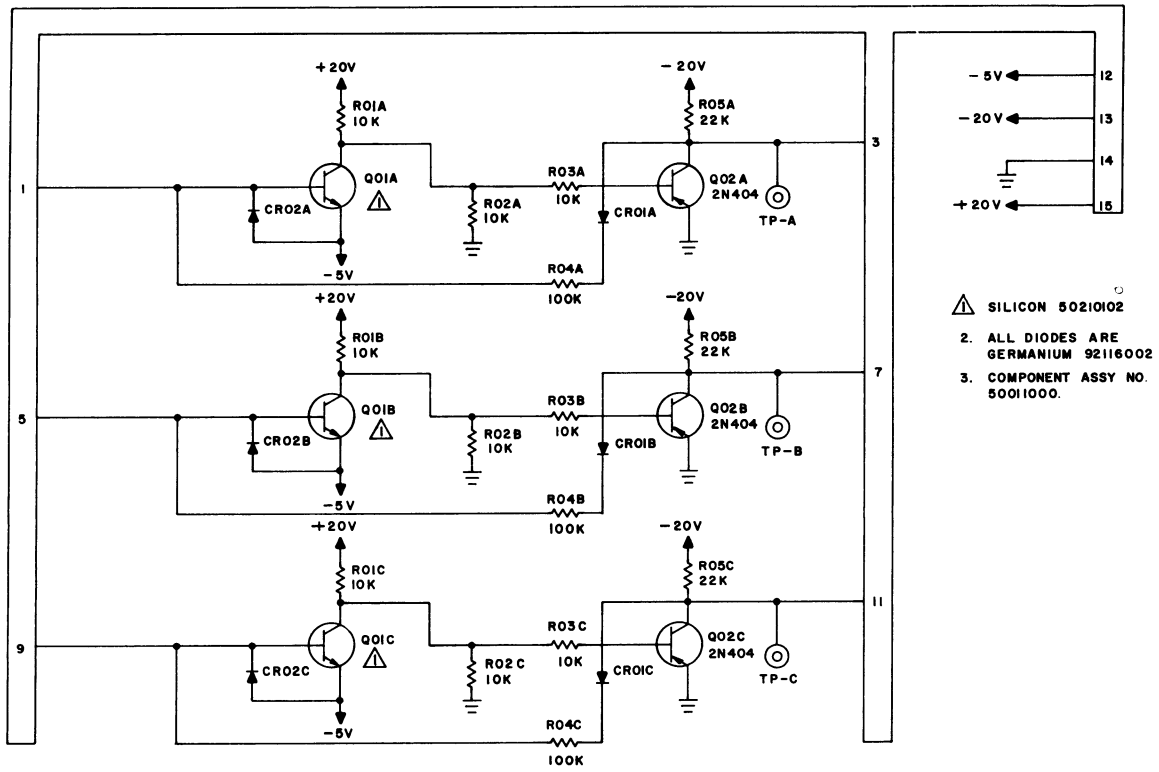 +20V
R01A
10K
-20V
R05A
22K
1
Q01A
1
CR02A
-5V
R02A
10K
R03A
10K
CR01A
R04A
100K
Q02A
2N404
TP-A
3
+20V
R01B
10K
-20V
R05B
22K
5
Q01B
1
CR02B
-5V
R02B
10K
R03B
10K
CR01B
R04B
100K
Q02B
2N404
TP-B
7
+20V
R01C
10K
-20V
R05C
22K
9
Q01C
1
CR02C
-5V
R02C
10K
R03C
10K
CR01C
R04C
100K
Q02C
2N404
TP-C
11
-5V 12
-20V 13
14
+20V 15
1 SILICON 50210102
2. ALL DIODES ARE
GERMANIUM 92116002
3. COMPONENT ASSY NO.
50011000.